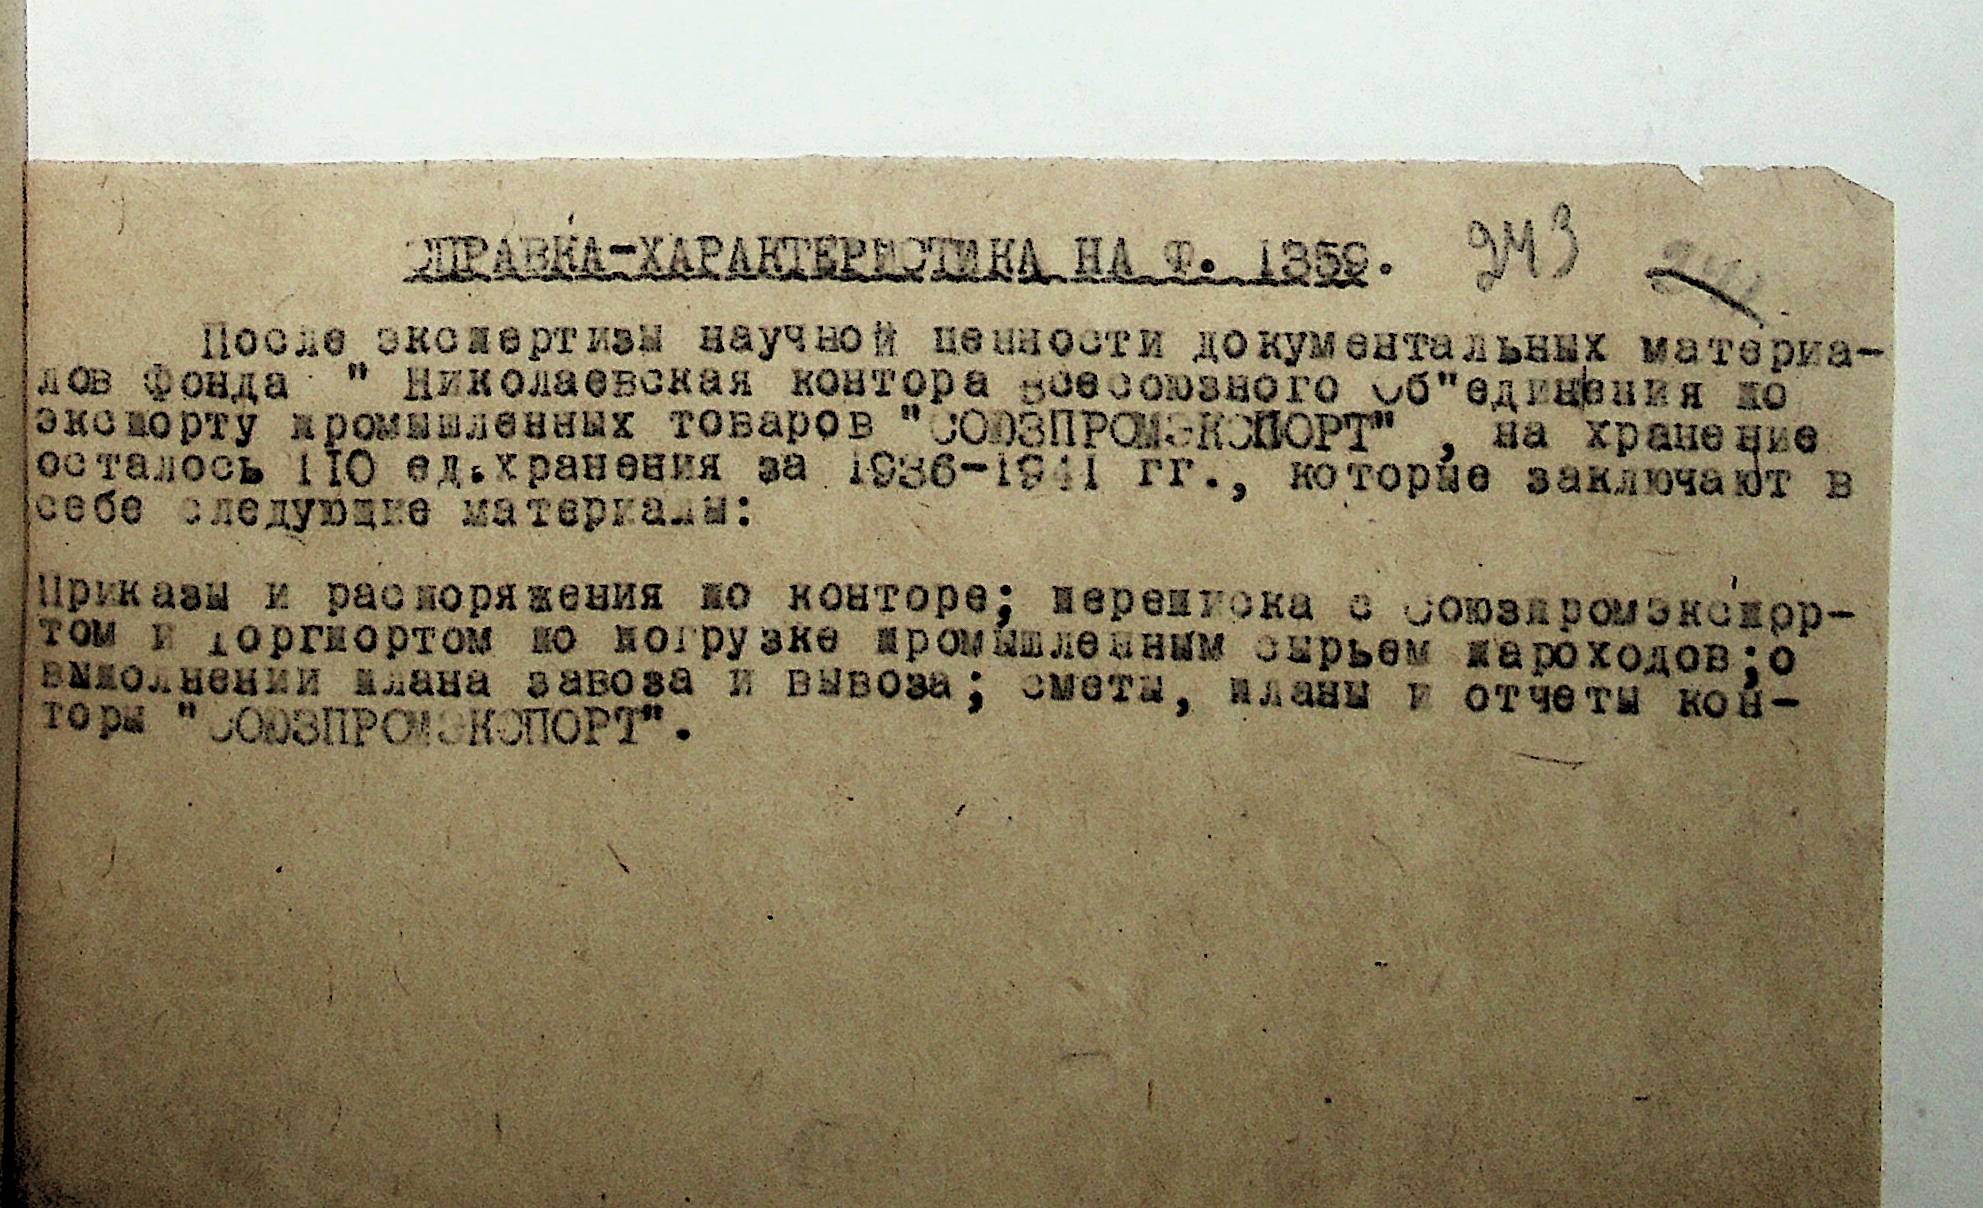 СПРАВКА-ХАРАКТЕРИСТИКА НА Ф. 1359. 243
После экспертизы научной ценности документальных материа-
лов Фонда " Николаевская контора Всесоюзного Об"единения по
экспорту промышленных товаров "СОЮЗПРОМЭКСПОРТ" , на хранение
осталось 110 ед.хранения за 1936-1941 гг., которые заключают в
себе следующие материалы:
Приказы и распоряжения по конторе; переписка с Союзпромэкспор-
том и Торгпортом по погрузке промышленным сырьем пароходов;о
выполнении плана завоза и вывоза; сметы, планы и отчеты кон-
торы "СОЮЗПРОМЭКСПОРТ".